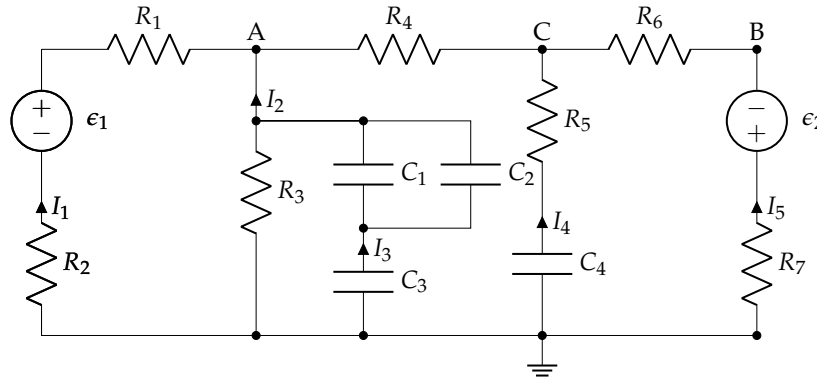 R1 A R4 C R6 B
+ − ϵ1 I2 R5 − + ϵ2
R3 C1 C2
I1 I3 I4 I5
R2 C3 C4 R7